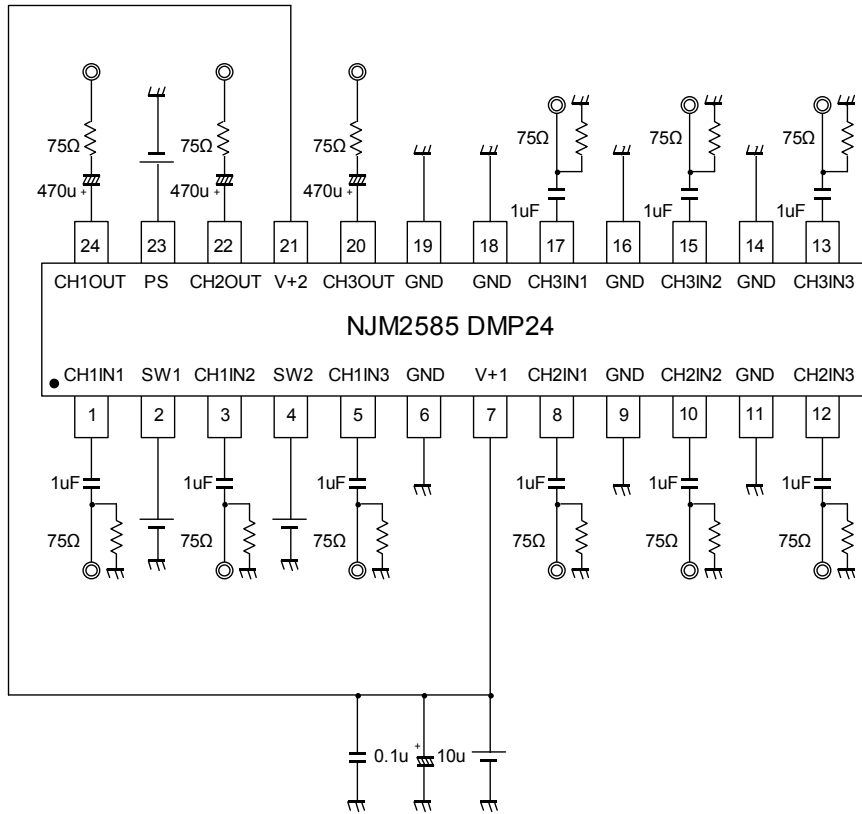 75Ω 75Ω 75Ω 75Ω 75Ω 75Ω
470u + 470u + 470u + 1uF 1uF 1uF
24 23 22 21 20 19 18 17 16 15 14 13
CH1OUT PS CH2OUT V+2 CH3OUT GND GND CH3IN1 GND CH3IN2 GND CH3IN3
NJM2585 DMP24
CH1IN1 SW1 CH1IN2 SW2 CH1IN3 GND V+1 CH2IN1 GND CH2IN2 GND CH2IN3
1 2 3 4 5 6 7 8 9 10 11 12
1uF 1uF 1uF 1uF 1uF 1uF
75Ω 75Ω 75Ω 75Ω 75Ω 75Ω
0.1u + 10u